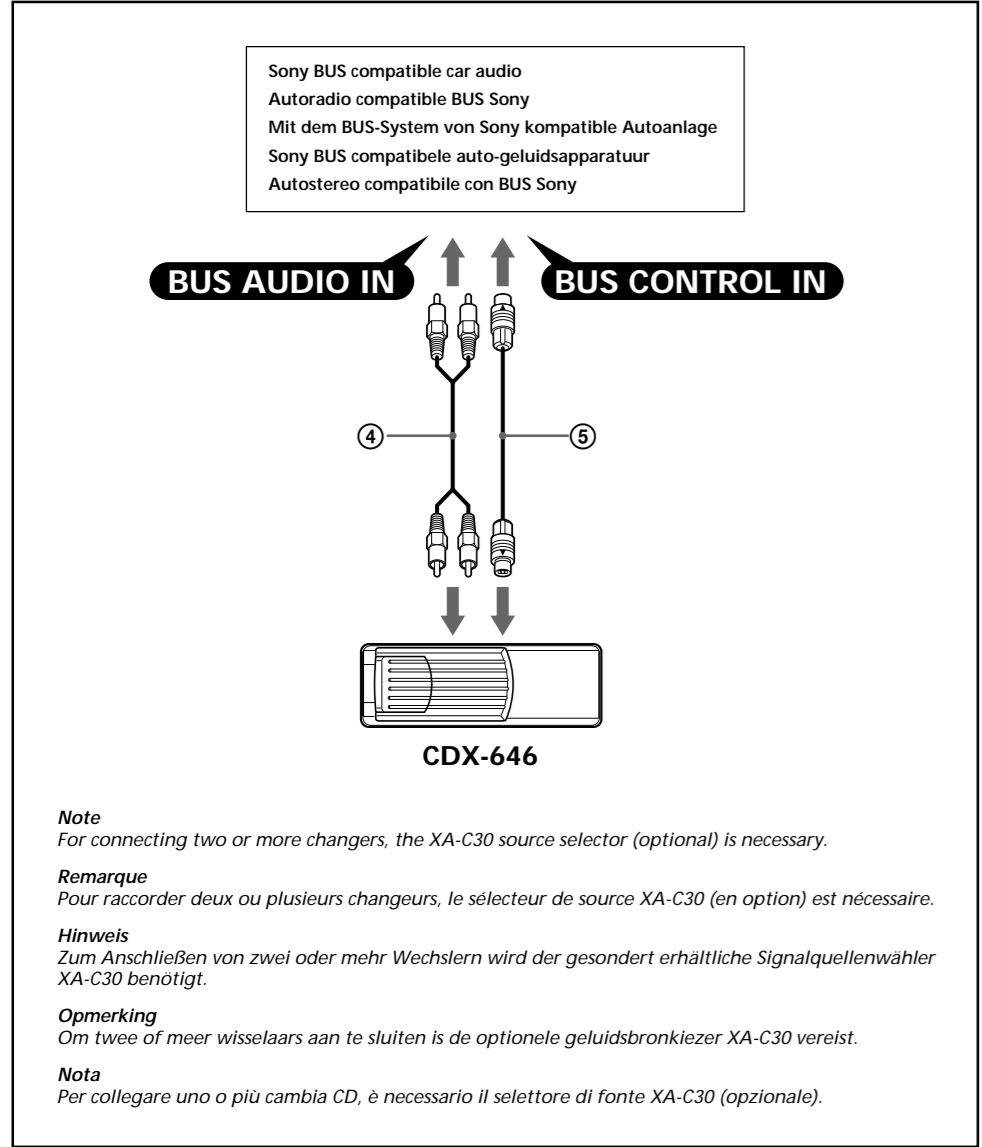 Sony BUS compatible car audio
Autoradio compatible BUS Sony
Mit dem BUS-System von Sony kompatible Autoanlage
Sony BUS compatibele auto-geluidsapparatuur
Autostereo compatibile con BUS Sony
BUS AUDIO IN
BUS CONTROL IN
④
⑤
CDX-646
Note
For connecting two or more changers, the XA-C30 source selector (optional) is necessary.
Remarque
Pour raccorder deux ou plusieurs changeurs, le sélecteur de source XA-C30 (en option) est nécessaire.
Hinweis
Zum Anschließen von zwei oder mehr Wechslern wird der gesondert erhältliche Signalquellenwähler
XA-C30 benötigt.
Opmerking
Om twee of meer wisselaars aan te sluiten is de optionele geluidsbronkiezer XA-C30 vereist.
Nota
Per collegare uno o più cambia CD, è necessario il selettore di fonte XA-C30 (opzionale).